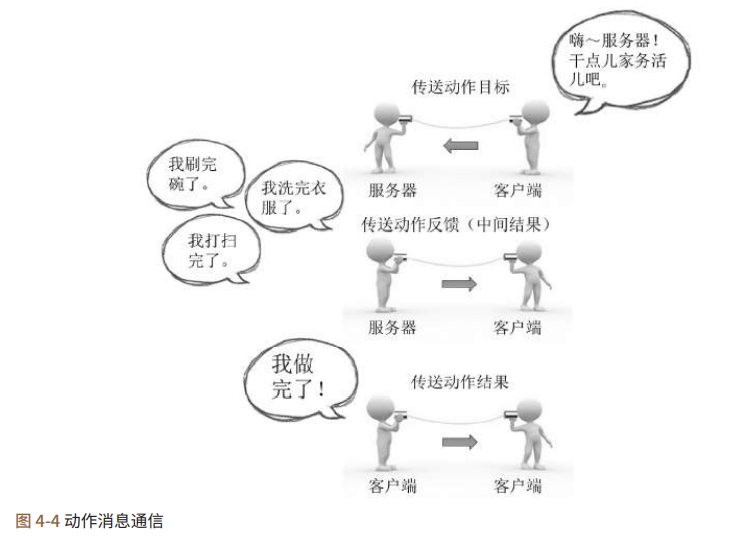 嗨～服务器！
干点儿家务活
儿吧。
传送动作目标
服务器
客户端
我刷完
碗了。
我洗完衣
服了。
我打扫
完了。
传送动作反馈（中间结果）
服务器
客户端
我做
完了！
传送动作结果
客户端
客户端
图 4-4 动作消息通信